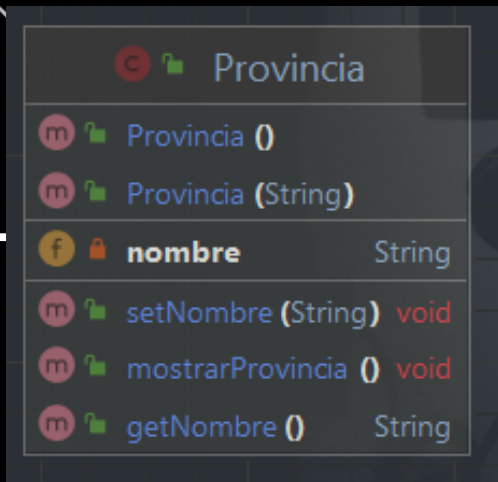 C Provincia
m Provincia ()
m Provincia (String)
f nombre String
m setNombre (String) void
m mostrarProvincia () void
m getNombre () String